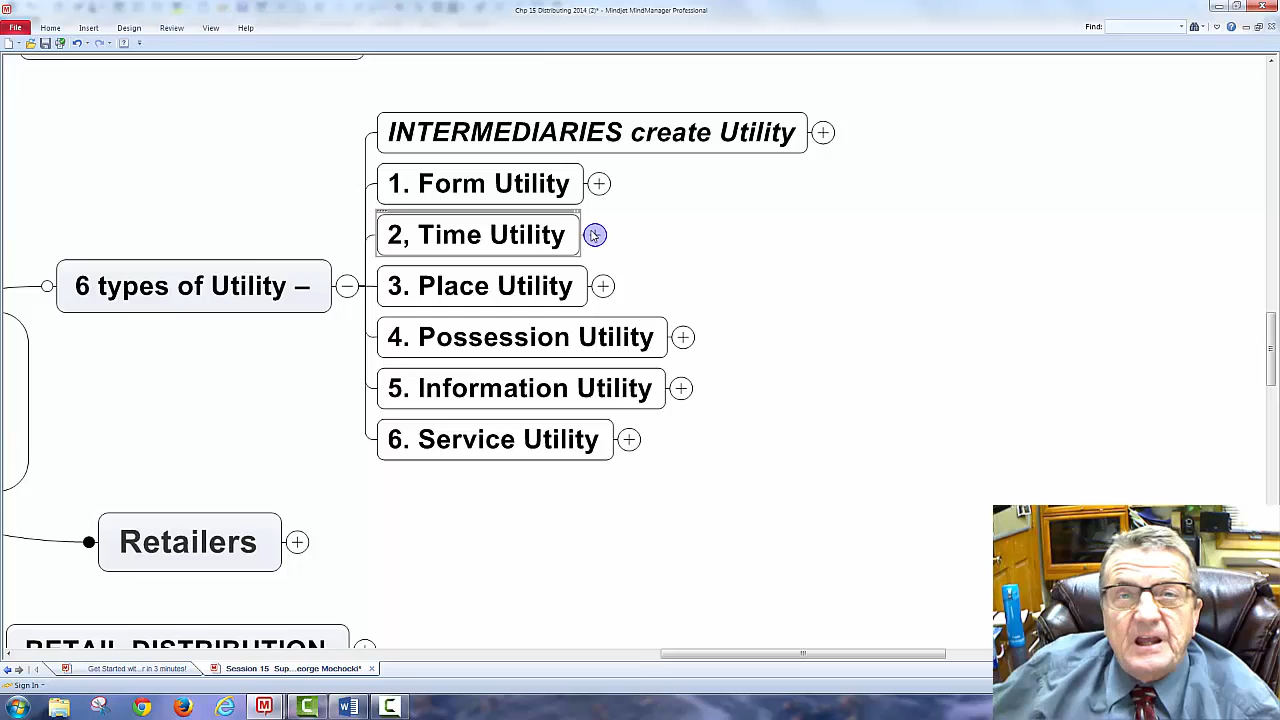 Chp 15 Distributing 2014 (2)* - Mindjet MindManager Professional
File Home Insert Design Review View Help Find:
INTERMEDIARIES create Utility
1. Form Utility
2, Time Utility
6 types of Utility –
3. Place Utility
4. Possession Utility
5. Information Utility
6. Service Utility
Retailers
RETAIL DISTRIBUTION
Get Started wit...r in 3 minutes! Session 15 Sup...eorge Mochocki*
Sign In